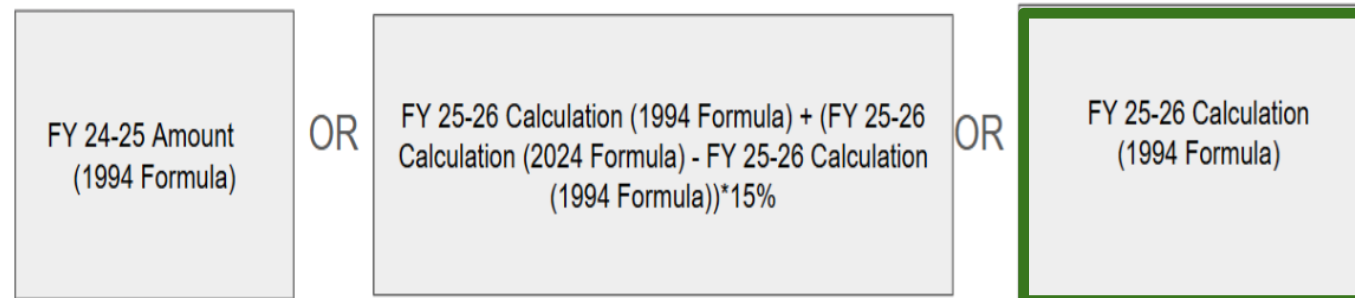 FY 24-25 Amount
(1994 Formula)
OR
FY 25-26 Calculation (1994 Formula) + (FY 25-26
Calculation (2024 Formula) - FY 25-26 Calculation
(1994 Formula))*15%
OR
FY 25-26 Calculation
(1994 Formula)